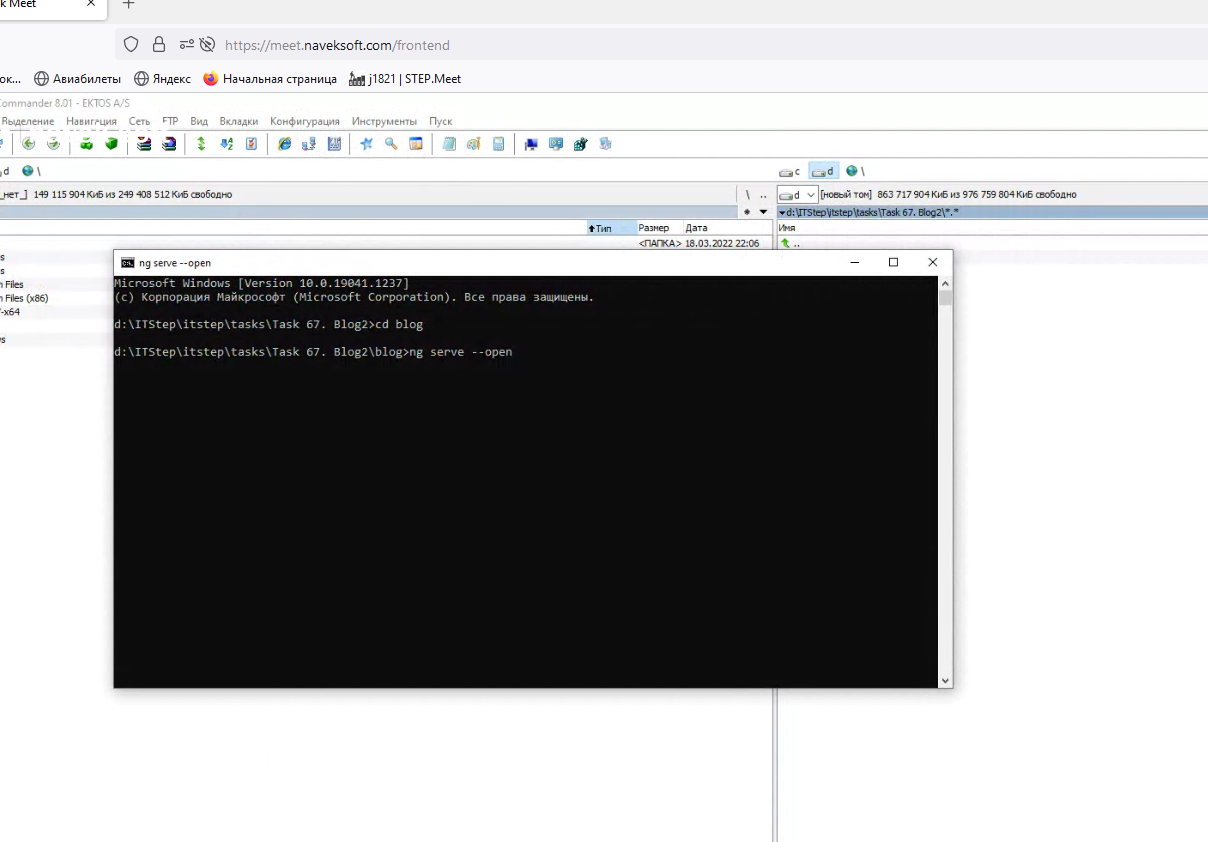 k Meet
https://meet.naveksoft.com/frontend
ок... Авиабилеты Яндекс Начальная страница j1821 | STEP.Meet
Commander 8.01 - EKTOS A/S
Выделение Навигация Сеть FTP Вид Вкладки Конфигурация Инструменты Пуск
d \ c d \
_нет_] 149 115 904 КиБ из 249 408 512 КиБ свободно \ .. d [новый том] 863 717 904 КиБ из 976 759 804 КиБ свободно
* d:\ITStep\itstep\tasks\Task 67. Blog2\*.*
Тип Размер Дата Имя
<ПАПКА> 18.03.2022 22:06 ..
s
s
n Files
n Files (x86)
-x64
s
ng serve --open
Microsoft Windows [Version 10.0.19041.1237]
(c) Корпорация Майкрософт (Microsoft Corporation). Все права защищены.
d:\ITStep\itstep\tasks\Task 67. Blog2>cd blog
d:\ITStep\itstep\tasks\Task 67. Blog2\blog>ng serve --open